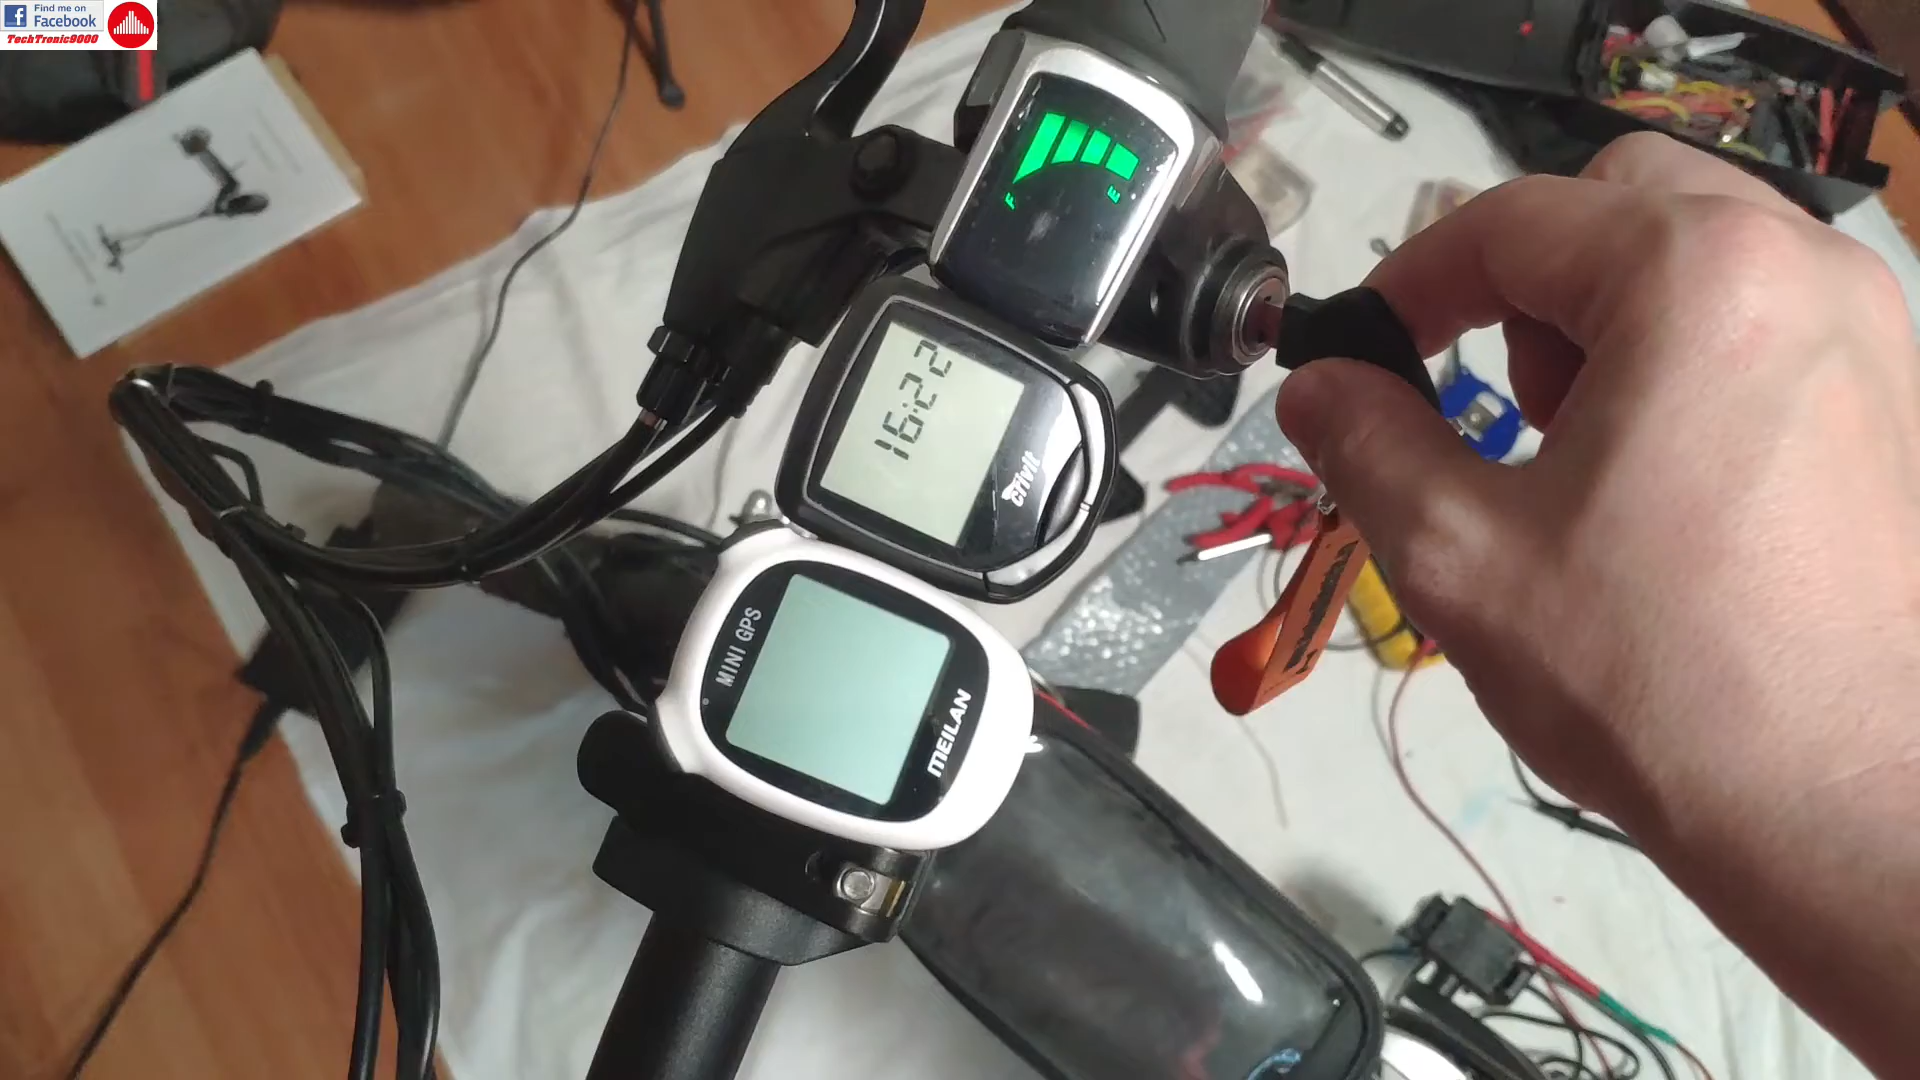 Find me on
Facebook
TechTronic9000
F E
16:22
crivit
MINI GPS
MEILAN